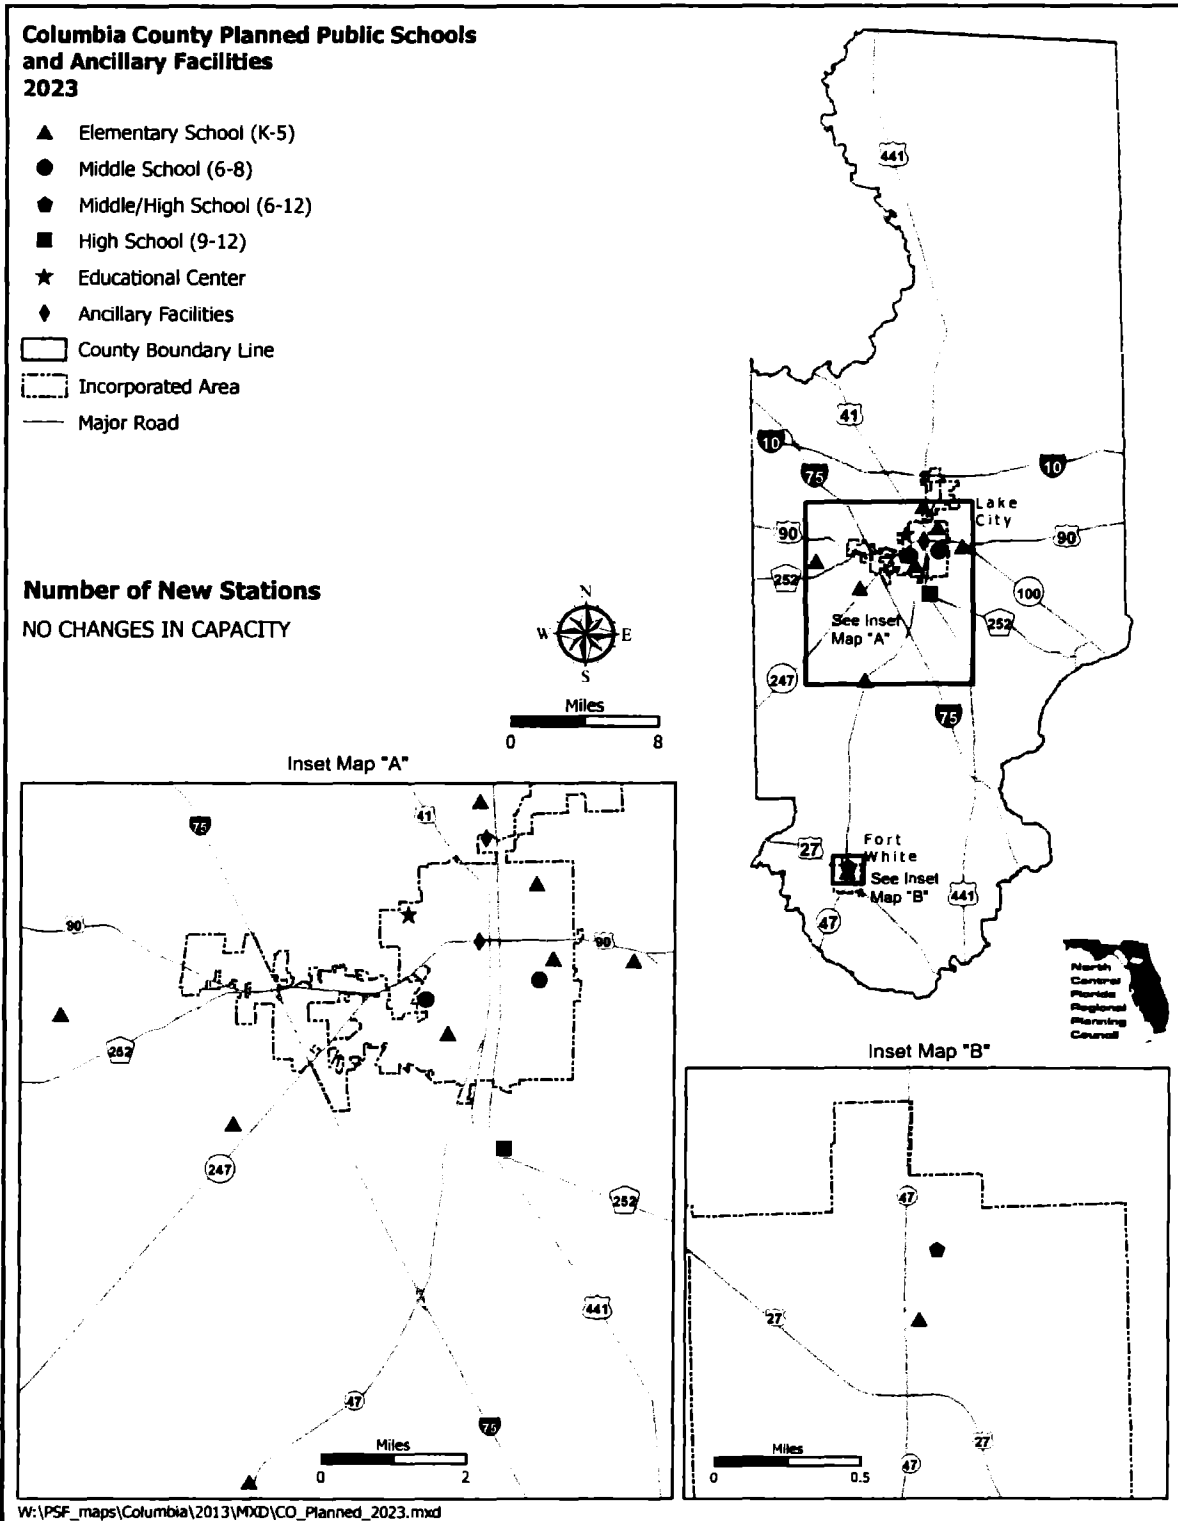 Columbia County Planned Public Schools
and Ancillary Facilities
2023
Elementary School (K-5)
Middle School (6-8)
Middle/High School (6-12)
High School (9-12)
Educational Center
Ancillary Facilities
County Boundary Line
Incorporated Area
Major Road
Number of New Stations
NO CHANGES IN CAPACITY
N
W E
S
Miles
0 8
441
41
10
10
75
Lake
City
90
90
252
100
252
See Inset
Map "A"
247
75
27
Fort
White
See Inset
Map "B"
47
441
North
Central
Florida
Regional
Planning
Council
Inset Map "A"
75
41
90
90
252
247
252
441
47
75
Miles
0 2
Inset Map "B"
47
27
27
47
Miles
0 0.5
W:\PSF_maps\Columbia\2013\MXD\CO_Planned_2023.mxd